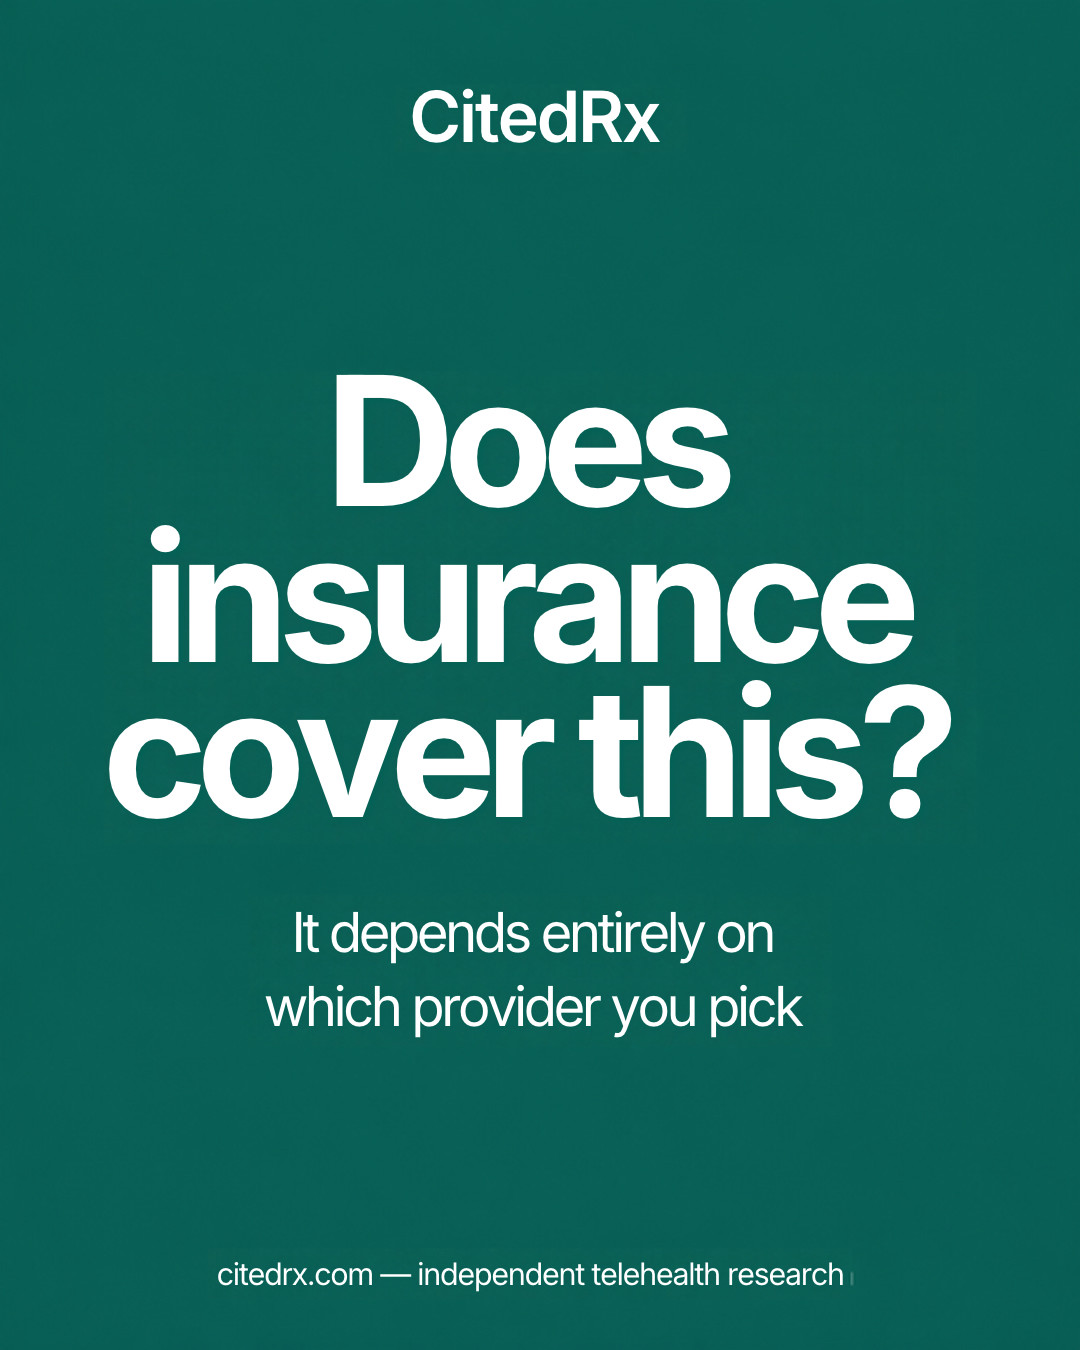 CitedRx
Does
insurance
cover this?
It depends entirely on
which provider you pick
citedrx.com — independent telehealth research